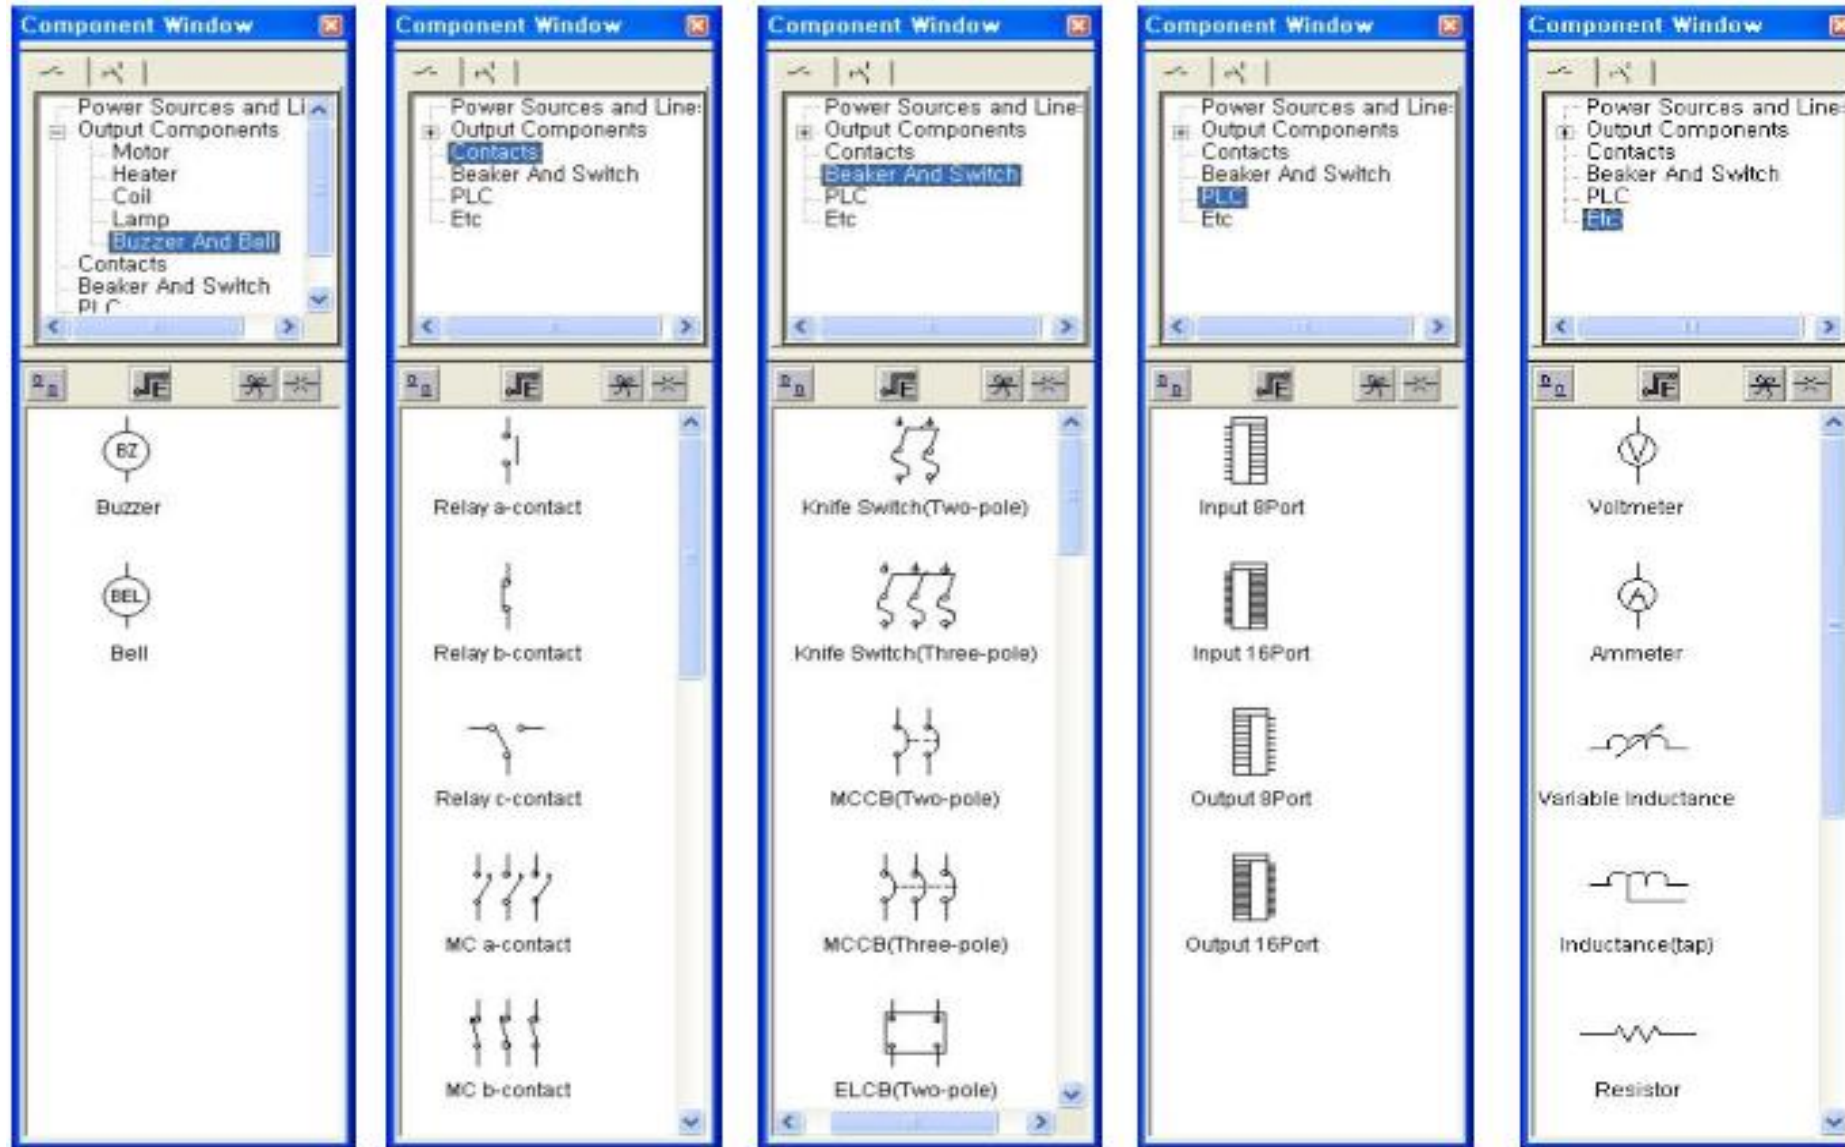 Component Window
Power Sources and Li
Output Components
Motor
Heater
Coil
Lamp
Buzzer And Bell
Contacts
Beaker And Switch
PLC
BZ
Buzzer
BEL
Bell
Component Window
Power Sources and Line
Output Components
Contacts
Beaker And Switch
PLC
Etc
Relay a-contact
Relay b-contact
Relay c-contact
MC a-contact
MC b-contact
Component Window
Power Sources and Line
Output Components
Contacts
Beaker And Switch
PLC
Etc
Knife Switch(Two-pole)
Knife Switch(Three-pole)
MCCB(Two-pole)
MCCB(Three-pole)
ELCB(Two-pole)
Component Window
Power Sources and Line
Output Components
Contacts
Beaker And Switch
PLC
Etc
Input 8Port
Input 16Port
Output 8Port
Output 16Port
Component Window
Power Sources and Line
Output Components
Contacts
Beaker And Switch
PLC
Etc
V
Voltmeter
A
Ammeter
Variable Inductance
Inductance(tap)
Resistor